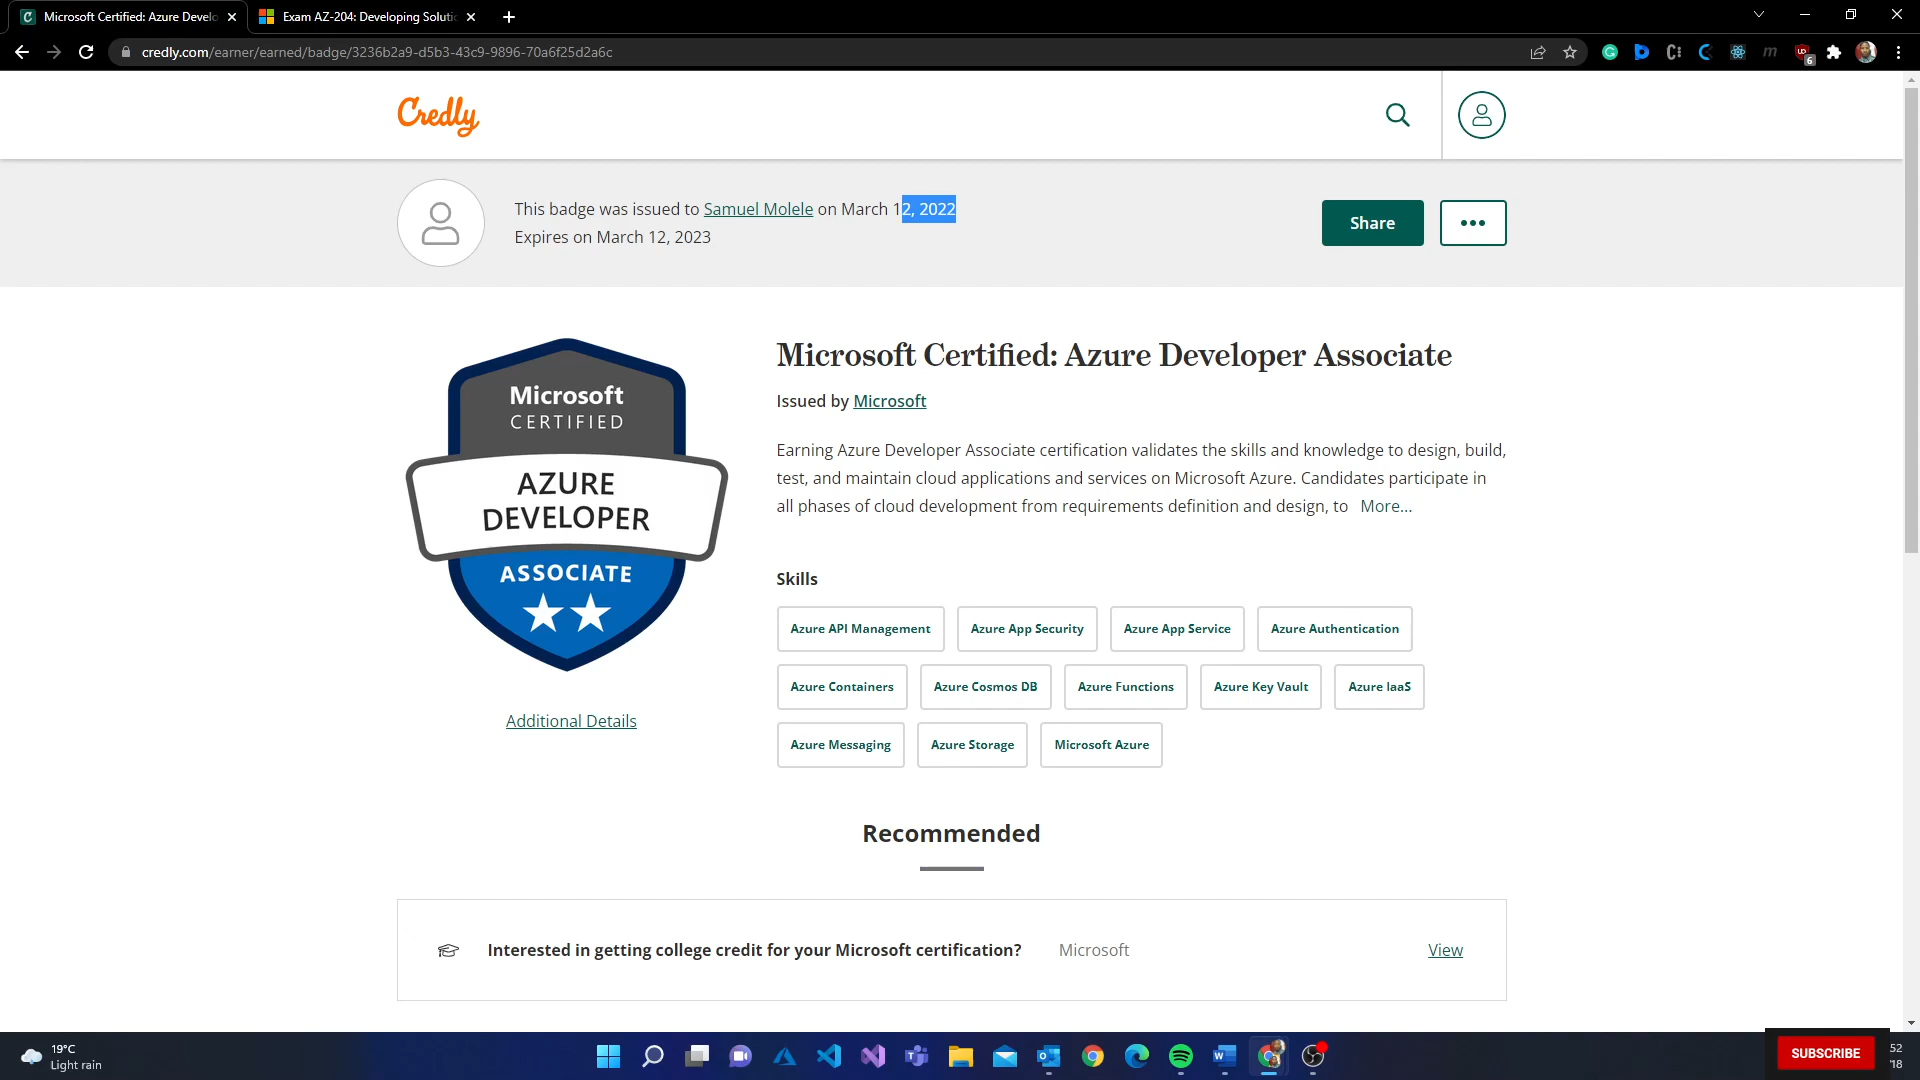 Microsoft Certified: Azure Develo
Exam AZ-204: Developing Soluti
credly.com/earner/earned/badge/3236b2a9-d5b3-43c9-9896-70a6f25d2a6c
6
Credly
This badge was issued to Samuel Molele on March 12, 2022
Expires on March 12, 2023
Share
Microsoft
CERTIFIED
AZURE
DEVELOPER
ASSOCIATE
Additional Details
Microsoft Certified: Azure Developer Associate
Issued by Microsoft
Earning Azure Developer Associate certification validates the skills and knowledge to design, build,
test, and maintain cloud applications and services on Microsoft Azure. Candidates participate in
all phases of cloud development from requirements definition and design, to More...
Skills
Azure API Management
Azure App Security
Azure App Service
Azure Authentication
Azure Containers
Azure Cosmos DB
Azure Functions
Azure Key Vault
Azure IaaS
Azure Messaging
Azure Storage
Microsoft Azure
Recommended
Interested in getting college credit for your Microsoft certification? Microsoft View
19°C
Light rain
SUBSCRIBE
52
'18